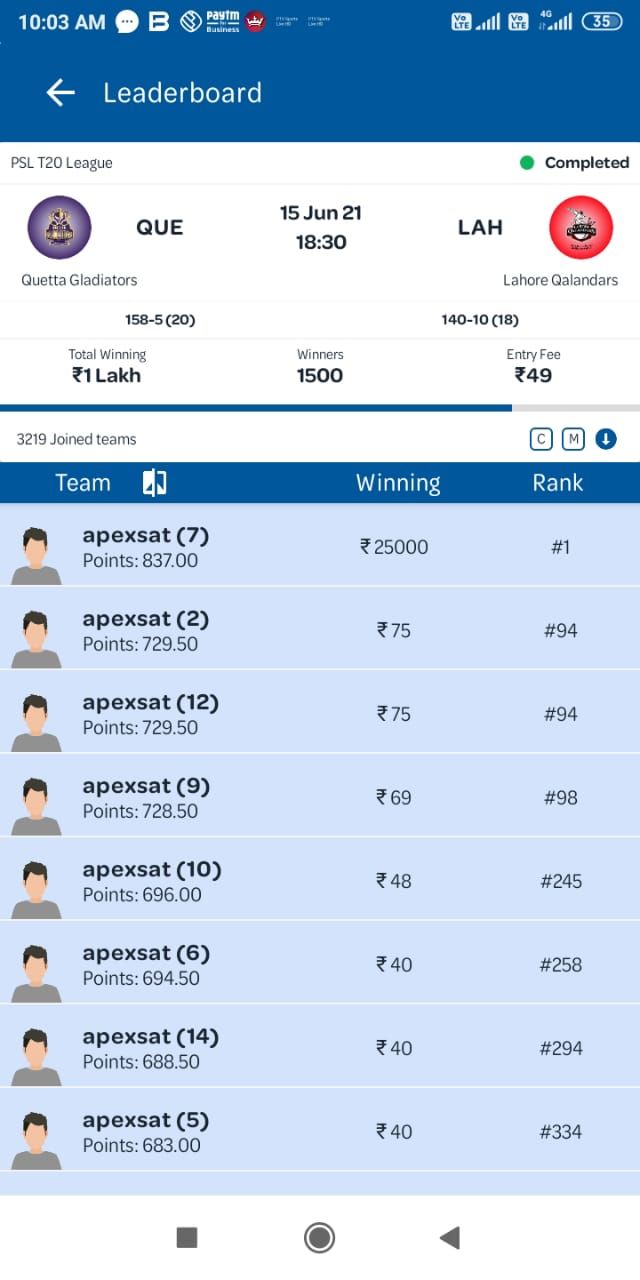 10:03 AM
Paytm
for
Business
Vo
LTE
Vo
LTE
4G
35
Leaderboard
PSL T20 League
Completed
QUE
15 Jun 21
18:30
LAH
Quetta Gladiators
Lahore Qalandars
158-5 (20)
140-10 (18)
Total Winning
Winners
Entry Fee
₹1 Lakh
1500
₹49
3219 Joined teams
C
M
Team
Winning
Rank
apexsat (7)
Points: 837.00
₹ 25000
#1
apexsat (2)
Points: 729.50
₹ 75
#94
apexsat (12)
Points: 729.50
₹ 75
#94
apexsat (9)
Points: 728.50
₹ 69
#98
apexsat (10)
Points: 696.00
₹ 48
#245
apexsat (6)
Points: 694.50
₹ 40
#258
apexsat (14)
Points: 688.50
₹ 40
#294
apexsat (5)
Points: 683.00
₹ 40
#334